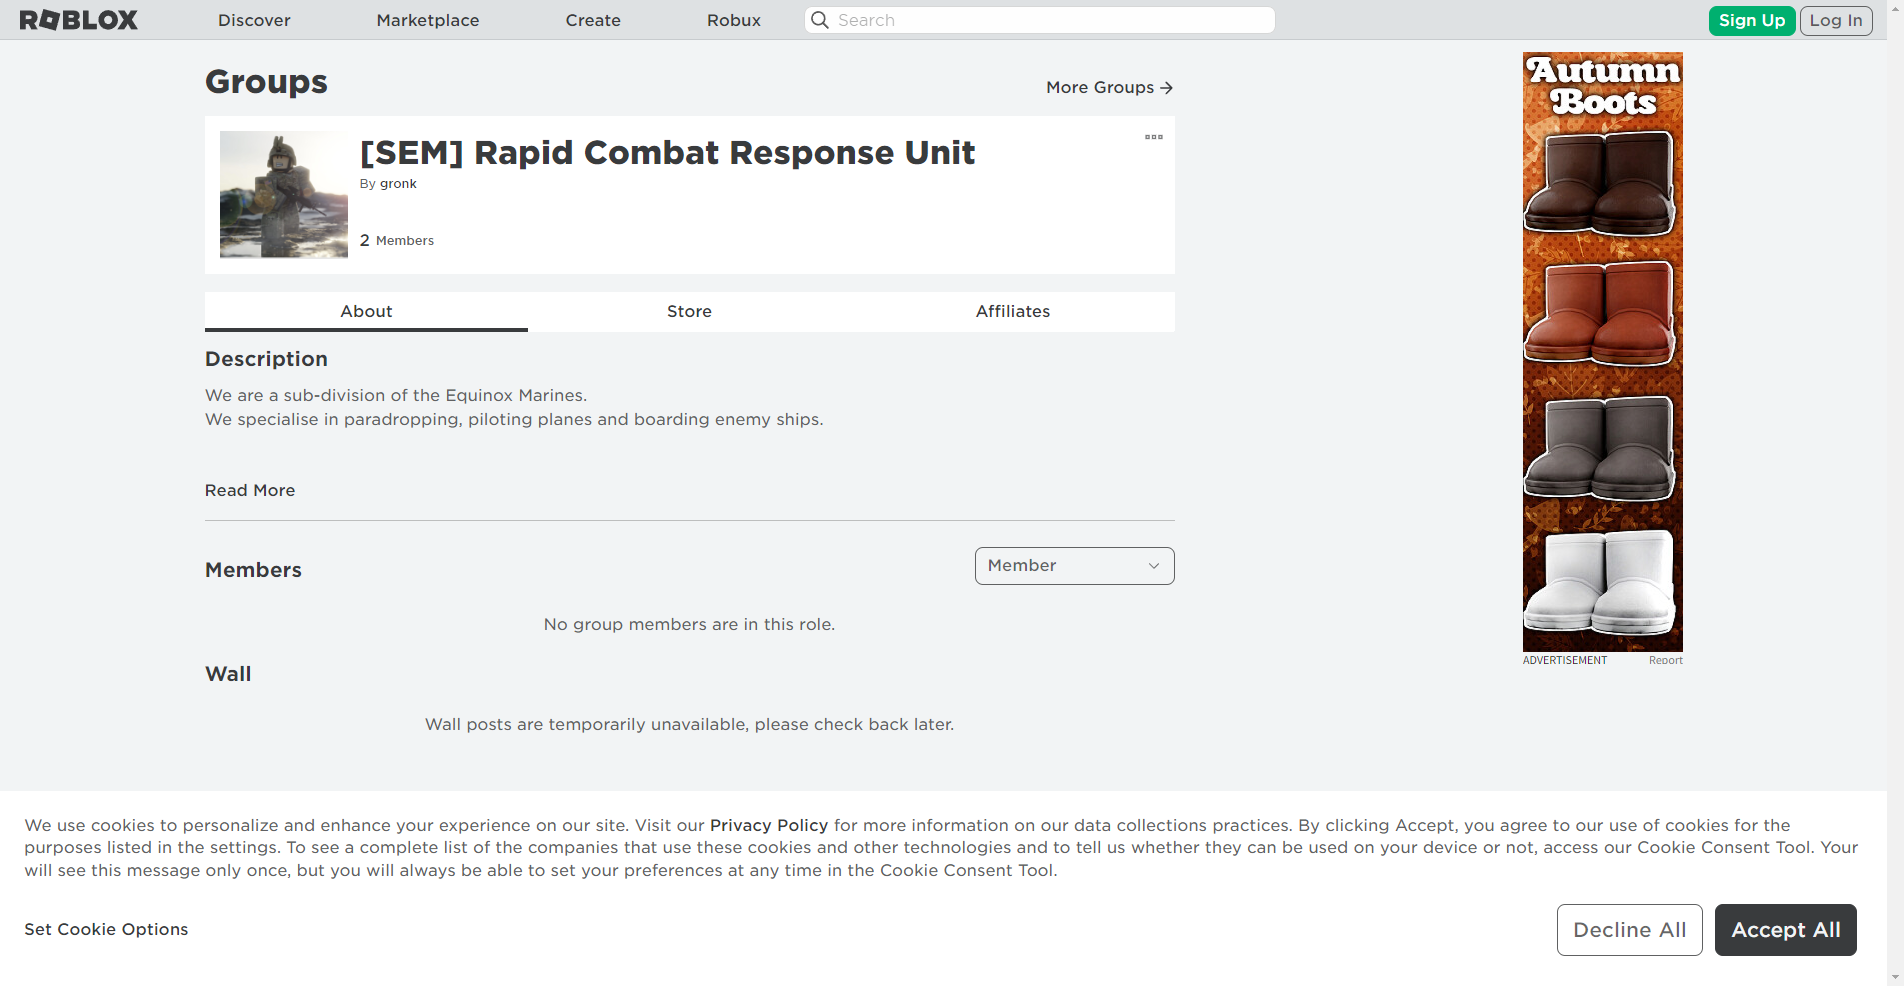 ROBLOX
Discover
Marketplace
Create
Robux
Search
Sign Up
Log In
Groups
More Groups
[SEM] Rapid Combat Response Unit
By gronk
2 Members
About
Store
Affiliates
Description
We are a sub-division of the Equinox Marines.
We specialise in paradropping, piloting planes and boarding enemy ships.
Read More
Members
Member
No group members are in this role.
Wall
Wall posts are temporarily unavailable, please check back later.
Autumn
Boots
ADVERTISEMENT
Report
We use cookies to personalize and enhance your experience on our site. Visit our Privacy Policy for more information on our data collections practices. By clicking Accept, you agree to our use of cookies for the
purposes listed in the settings. To see a complete list of the companies that use these cookies and other technologies and to tell us whether they can be used on your device or not, access our Cookie Consent Tool. Your
will see this message only once, but you will always be able to set your preferences at any time in the Cookie Consent Tool.
Set Cookie Options
Decline All
Accept All